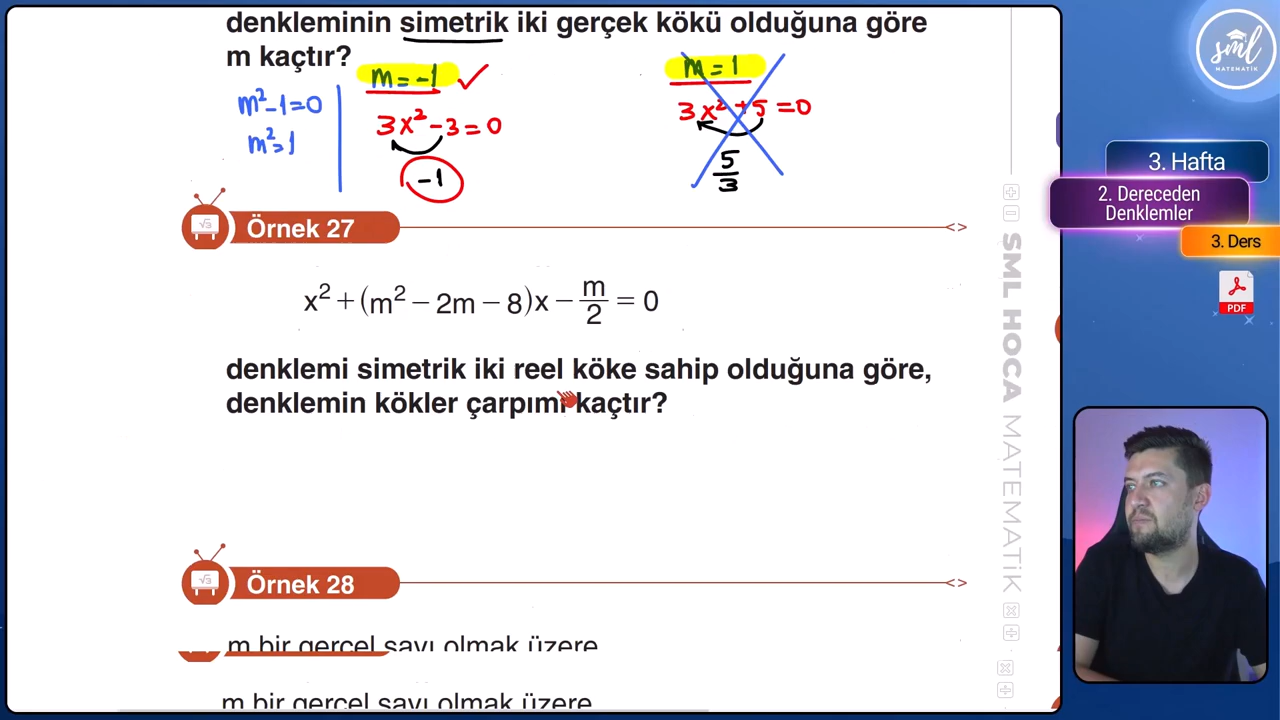 denkleminin simetrik iki gerçek kökü olduğuna göre
m kaçtır?
m = -1
m² - 1 = 0
m² = 1
3x² - 3 = 0
-1
m = 1
3x² + 5 = 0
5/3
√3
Örnek 27
x² + (m² − 2m − 8)x − m/2 = 0
denklemi simetrik iki reel köke sahip olduğuna göre,
denklemin kökler çarpımı kaçtır?
√3
Örnek 28
m bir gerçel sayı olmak üzere
m bir gerçel sayı olmak üzere
SML HOCA MATEMATİK
sml
MATEMATİK
3. Hafta
2. Dereceden
Denklemler
3. Ders
PDF